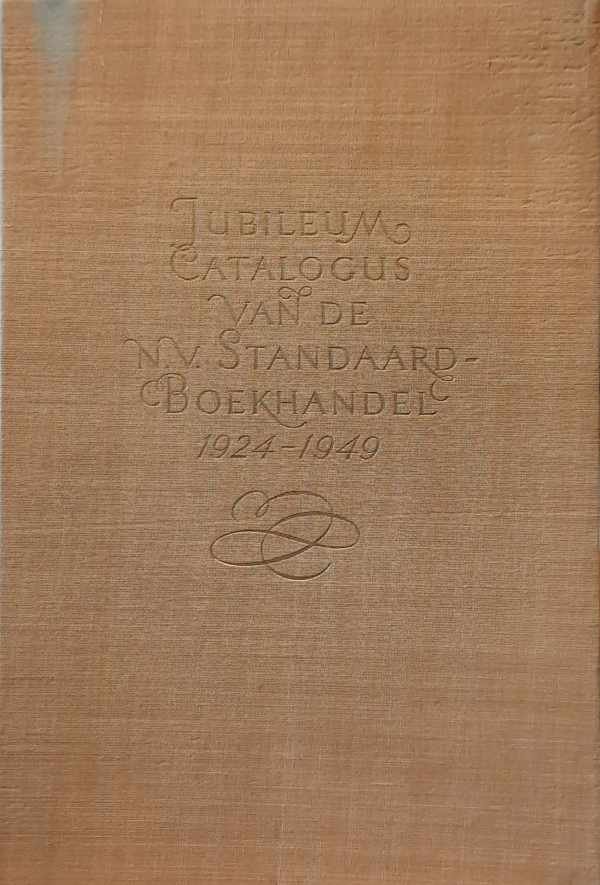 JUBILEUM
CATALOGUS
VAN DE
N.V. STANDAARD-
BOEKHANDEL
1924-1949